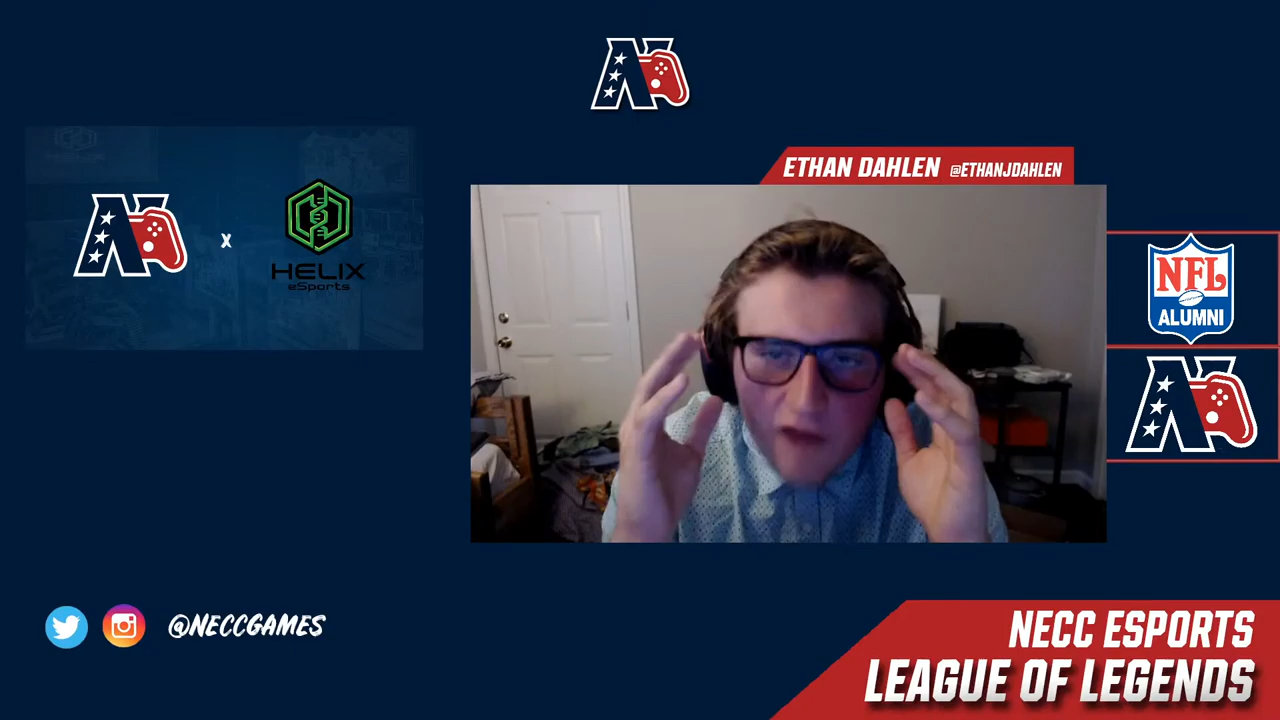 ETHAN DAHLEN @ETHANJDAHLEN
X
HELIX
eSports
NFL
ALUMNI
@NECCGAMES
NECC ESPORTS
LEAGUE OF LEGENDS